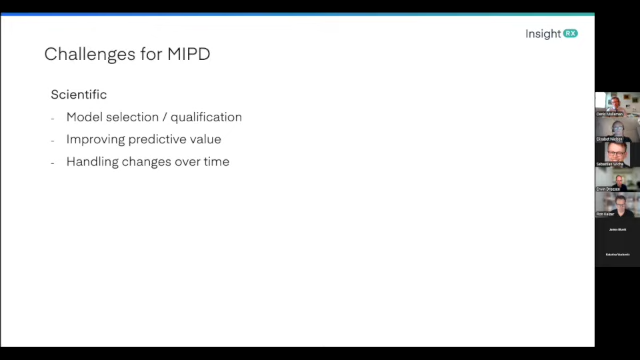 Insight RX
Challenges for MIPD
Scientific
- Model selection / qualification
- Improving predictive value
- Handling changes over time